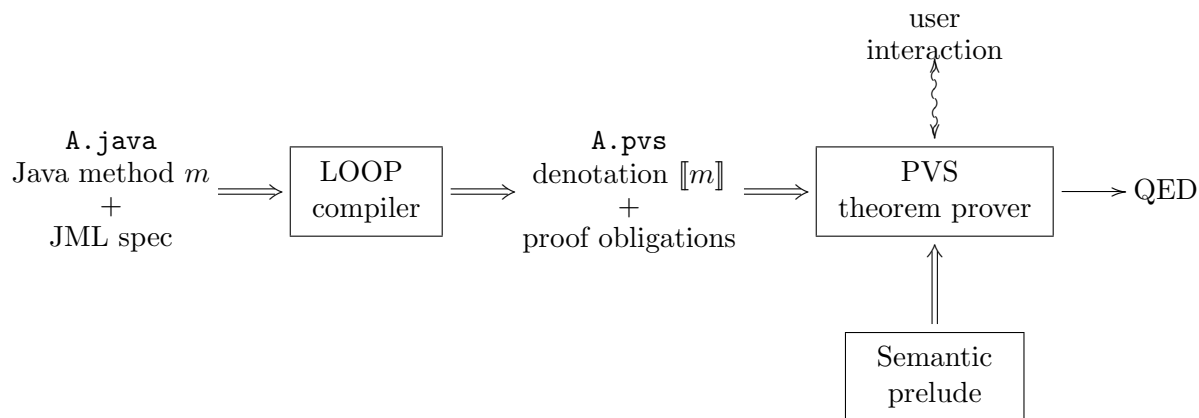 user
interaction
A.java
Java method m
+
JML spec
LOOP
compiler
A.pvs
denotation ⟦m⟧
+
proof obligations
PVS
theorem prover
QED
Semantic
prelude